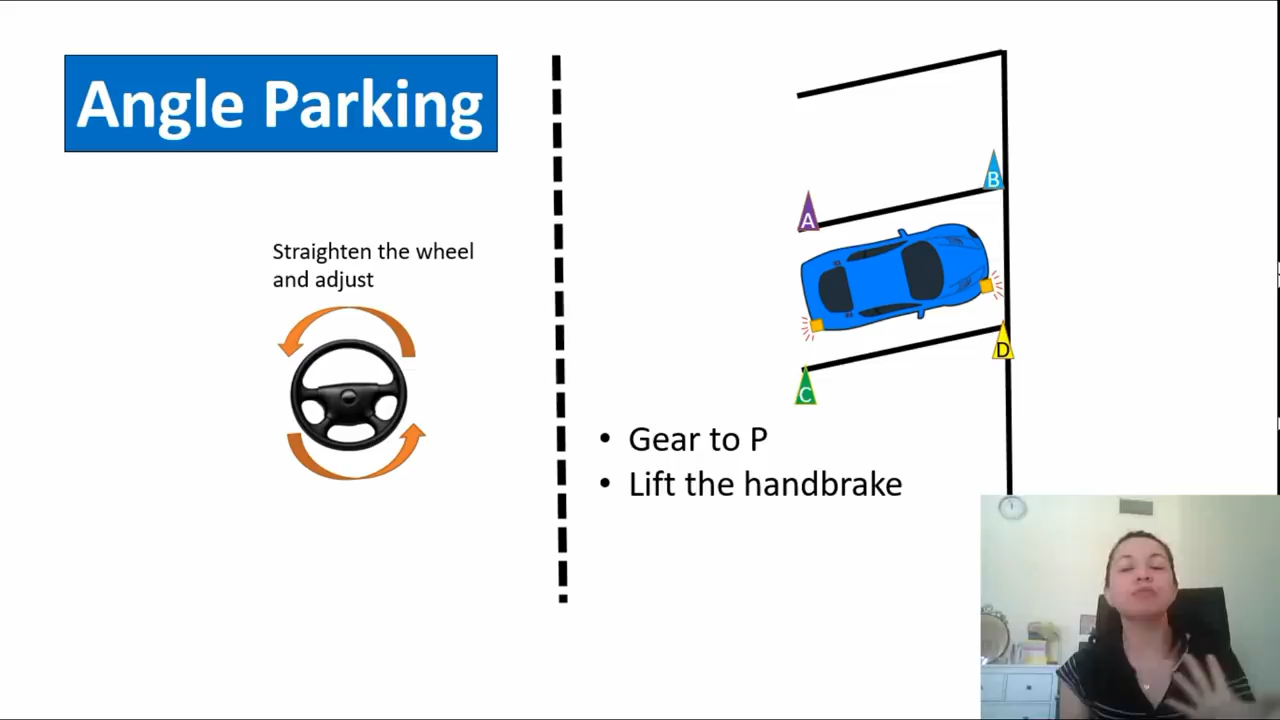 Angle Parking
B
A
Straighten the wheel
and adjust
D
C
• Gear to P
• Lift the handbrake